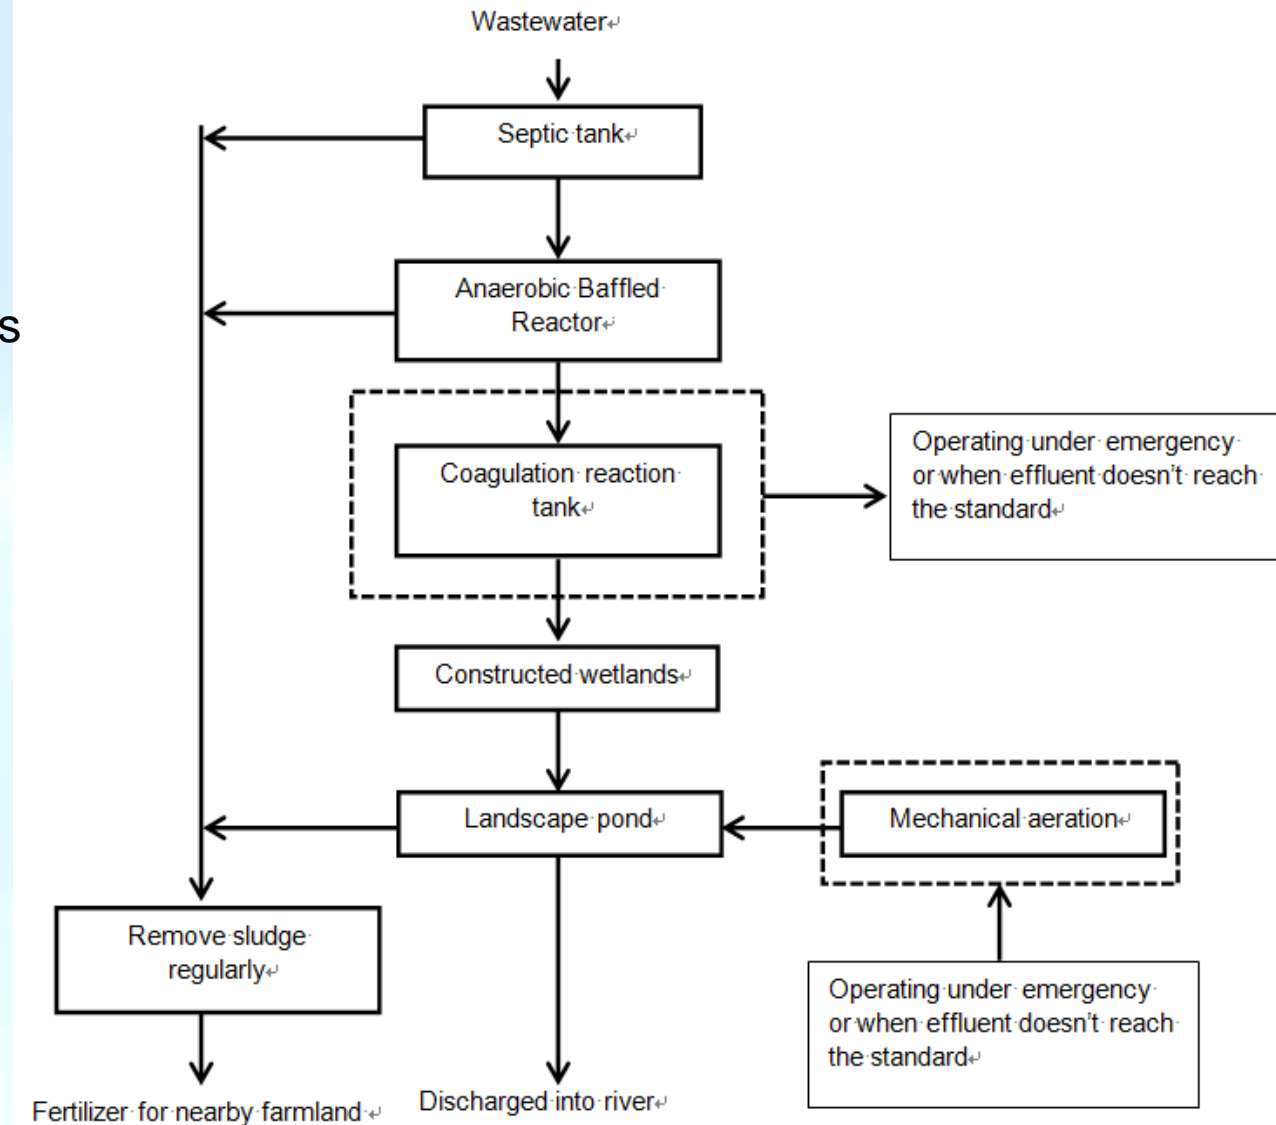 Wastewater
Septic tank
s
Anaerobic Baffled
Reactor
Coagulation reaction
tank
Operating under emergency
or when effluent doesn't reach
the standard
Constructed wetlands
Landscape pond
Mechanical aeration
Remove sludge
regularly
Operating under emergency
or when effluent doesn't reach
the standard
Fertilizer for nearby farmland
Discharged into river